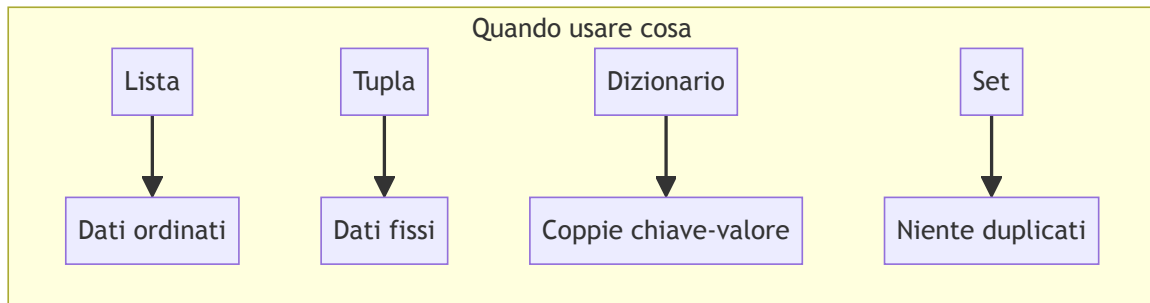 Quando usare cosa
Lista
Tupla
Dizionario
Set
Dati ordinati
Dati fissi
Coppie chiave-valore
Niente duplicati